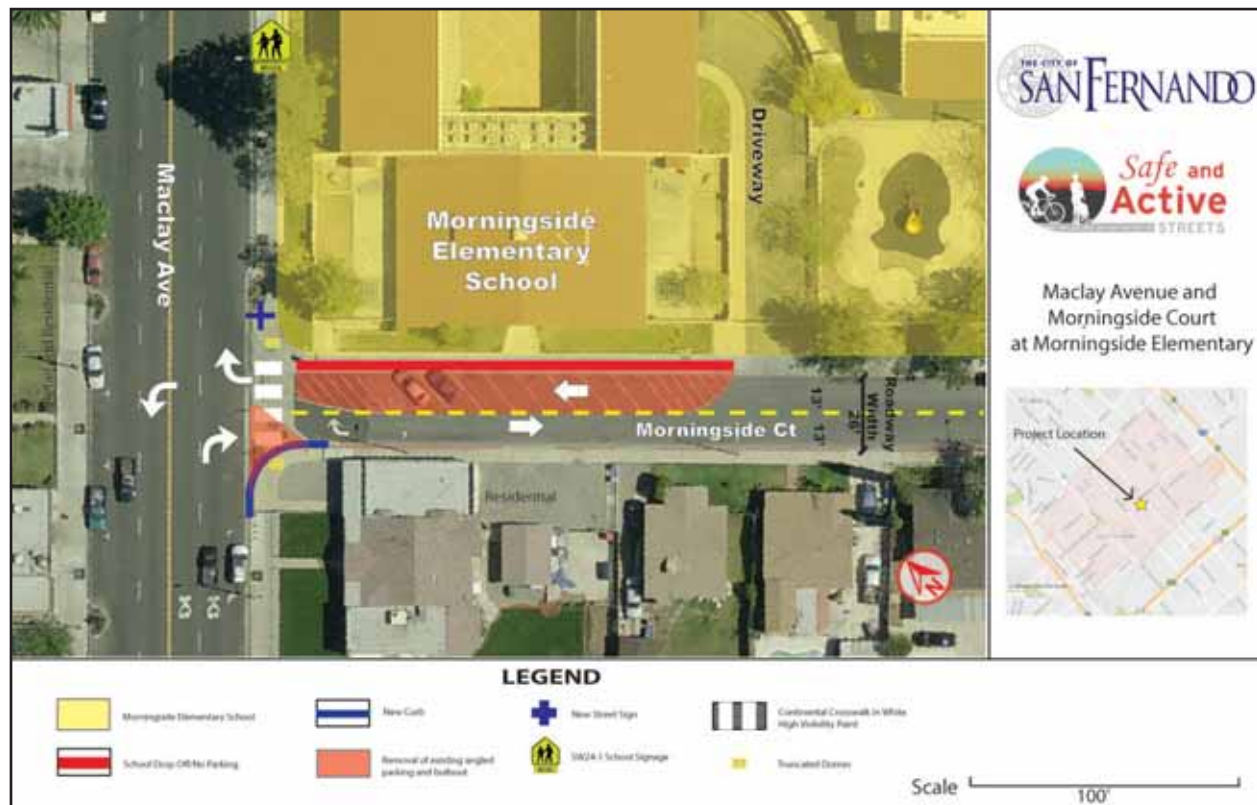 Maclay Ave
Morningside
Elementary
School
Driveway
Roadway
Width
26'
13' 13'
Morningside Ct
Residential
THE CITY OF
SAN FERNANDO
Safe and
Active
STREETS
Maclay Avenue and
Morningside Court
at Morningside Elementary
Project Location
N
LEGEND
Morningside Elementary School
New Curb
New Street Sign
Continental Crosswalk in White
High Visibility Paint
School Drop Off/No Parking
Removal of existing angled
parking and bulbout
SW24-1 School Signage
Truncated Domes
Scale
100'